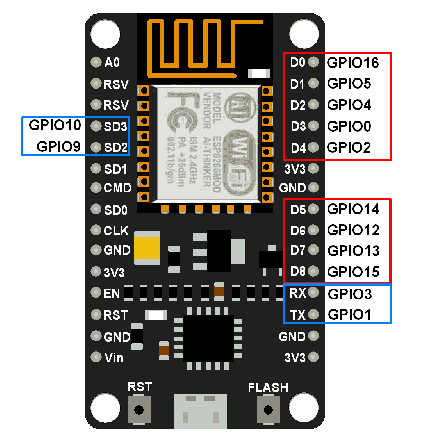 A0
RSV
RSV
GPIO10 SD3
GPIO9 SD2
SD1
CMD
SD0
CLK
GND
3V3
EN
RST
GND
Vin
MODEL
VENDOR
ESP8266MOD
AI-THINKER
ISM 2.4GHz
PA +25dBm
802.11b/g/n
FC
AI
WiFi
D0 GPIO16
D1 GPIO5
D2 GPIO4
D3 GPIO0
D4 GPIO2
3V3
GND
D5 GPIO14
D6 GPIO12
D7 GPIO13
D8 GPIO15
RX GPIO3
TX GPIO1
GND
3V3
RST
FLASH